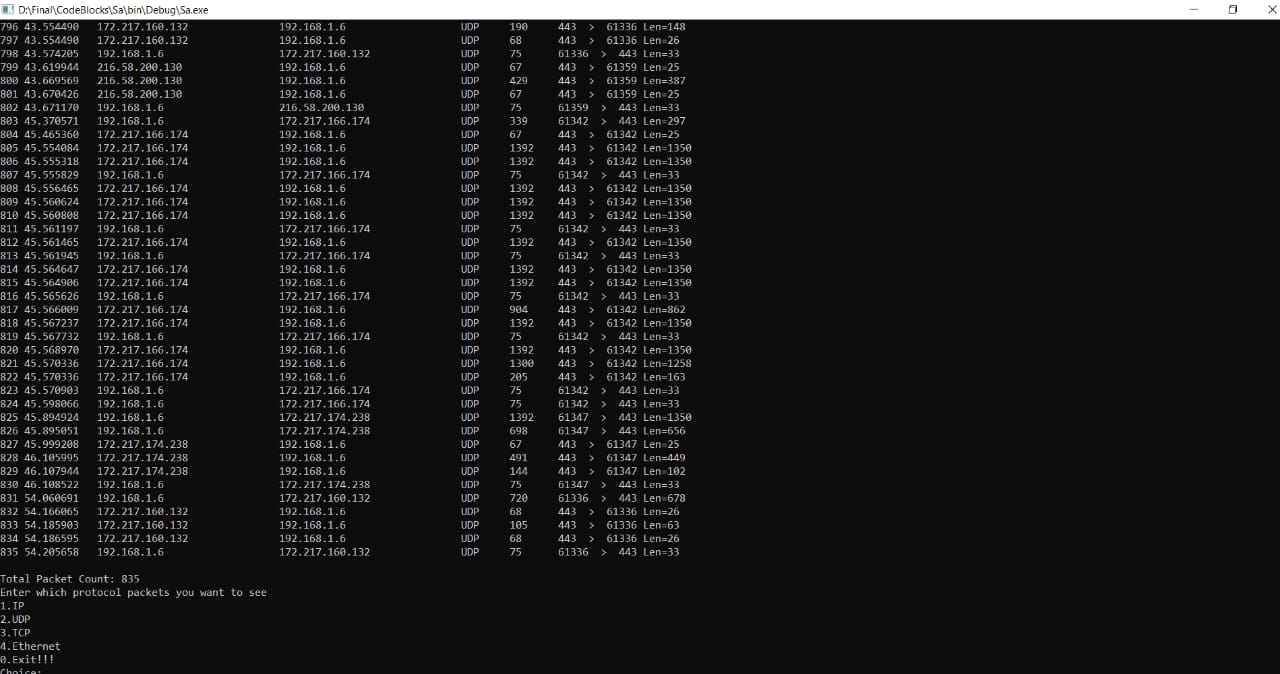 D:\Final\CodeBlocks\Sa\bin\Debug\Sa.exe
796 43.554490 172.217.160.132 192.168.1.6 UDP 190 443 > 61336 Len=148
797 43.554490 172.217.160.132 192.168.1.6 UDP 68 443 > 61336 Len=26
798 43.574205 192.168.1.6 172.217.160.132 UDP 75 61336 > 443 Len=33
799 43.619944 216.58.200.130 192.168.1.6 UDP 67 443 > 61359 Len=25
800 43.669569 216.58.200.130 192.168.1.6 UDP 429 443 > 61359 Len=387
801 43.670426 216.58.200.130 192.168.1.6 UDP 67 443 > 61359 Len=25
802 43.671170 192.168.1.6 216.58.200.130 UDP 75 61359 > 443 Len=33
803 45.370571 192.168.1.6 172.217.166.174 UDP 339 61342 > 443 Len=297
804 45.465360 172.217.166.174 192.168.1.6 UDP 67 443 > 61342 Len=25
805 45.554084 172.217.166.174 192.168.1.6 UDP 1392 443 > 61342 Len=1350
806 45.555318 172.217.166.174 192.168.1.6 UDP 1392 443 > 61342 Len=1350
807 45.555829 192.168.1.6 172.217.166.174 UDP 75 61342 > 443 Len=33
808 45.556465 172.217.166.174 192.168.1.6 UDP 1392 443 > 61342 Len=1350
809 45.560624 172.217.166.174 192.168.1.6 UDP 1392 443 > 61342 Len=1350
810 45.560808 172.217.166.174 192.168.1.6 UDP 1392 443 > 61342 Len=1350
811 45.561197 192.168.1.6 172.217.166.174 UDP 75 61342 > 443 Len=33
812 45.561465 172.217.166.174 192.168.1.6 UDP 1392 443 > 61342 Len=1350
813 45.561945 192.168.1.6 172.217.166.174 UDP 75 61342 > 443 Len=33
814 45.564647 172.217.166.174 192.168.1.6 UDP 1392 443 > 61342 Len=1350
815 45.564906 172.217.166.174 192.168.1.6 UDP 1392 443 > 61342 Len=1350
816 45.565626 192.168.1.6 172.217.166.174 UDP 75 61342 > 443 Len=33
817 45.566009 172.217.166.174 192.168.1.6 UDP 904 443 > 61342 Len=862
818 45.567237 172.217.166.174 192.168.1.6 UDP 1392 443 > 61342 Len=1350
819 45.567732 192.168.1.6 172.217.166.174 UDP 75 61342 > 443 Len=33
820 45.568970 172.217.166.174 192.168.1.6 UDP 1392 443 > 61342 Len=1350
821 45.570336 172.217.166.174 192.168.1.6 UDP 1300 443 > 61342 Len=1258
822 45.570336 172.217.166.174 192.168.1.6 UDP 205 443 > 61342 Len=163
823 45.570903 192.168.1.6 172.217.166.174 UDP 75 61342 > 443 Len=33
824 45.598066 192.168.1.6 172.217.166.174 UDP 75 61342 > 443 Len=33
825 45.894924 192.168.1.6 172.217.174.238 UDP 1392 61347 > 443 Len=1350
826 45.895051 192.168.1.6 172.217.174.238 UDP 698 61347 > 443 Len=656
827 45.999208 172.217.174.238 192.168.1.6 UDP 67 443 > 61347 Len=25
828 46.105995 172.217.174.238 192.168.1.6 UDP 491 443 > 61347 Len=449
829 46.107944 172.217.174.238 192.168.1.6 UDP 144 443 > 61347 Len=102
830 46.108522 192.168.1.6 172.217.174.238 UDP 75 61347 > 443 Len=33
831 54.060691 192.168.1.6 172.217.160.132 UDP 720 61336 > 443 Len=678
832 54.166065 172.217.160.132 192.168.1.6 UDP 68 443 > 61336 Len=26
833 54.185903 172.217.160.132 192.168.1.6 UDP 105 443 > 61336 Len=63
834 54.186595 172.217.160.132 192.168.1.6 UDP 68 443 > 61336 Len=26
835 54.205658 192.168.1.6 172.217.160.132 UDP 75 61336 > 443 Len=33
Total Packet Count: 835
Enter which protocol packets you want to see
1.IP
2.UDP
3.TCP
4.Ethernet
0.Exit!!!
Choice: